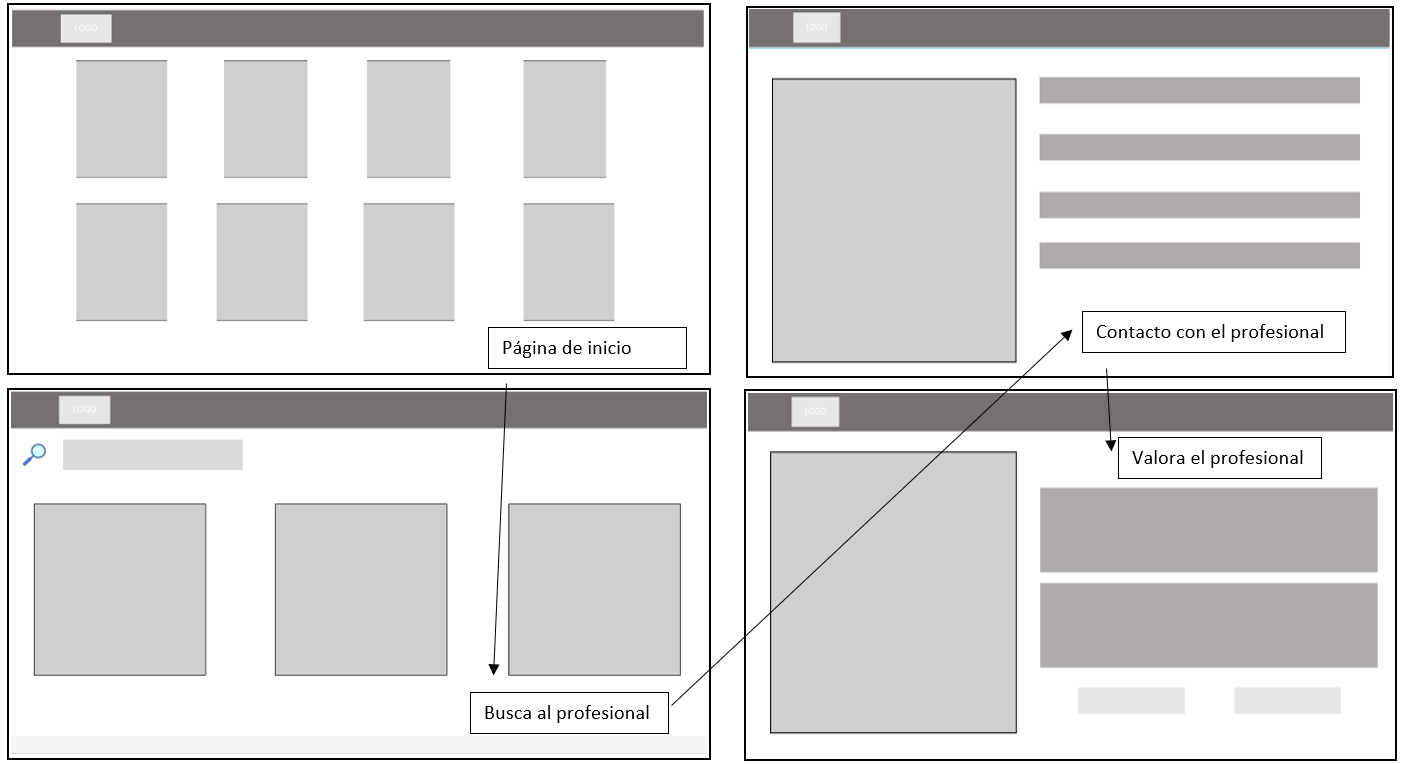 LOGO
Página de inicio
LOGO
Busca al profesional
LOGO
Contacto con el profesional
LOGO
Valora el profesional